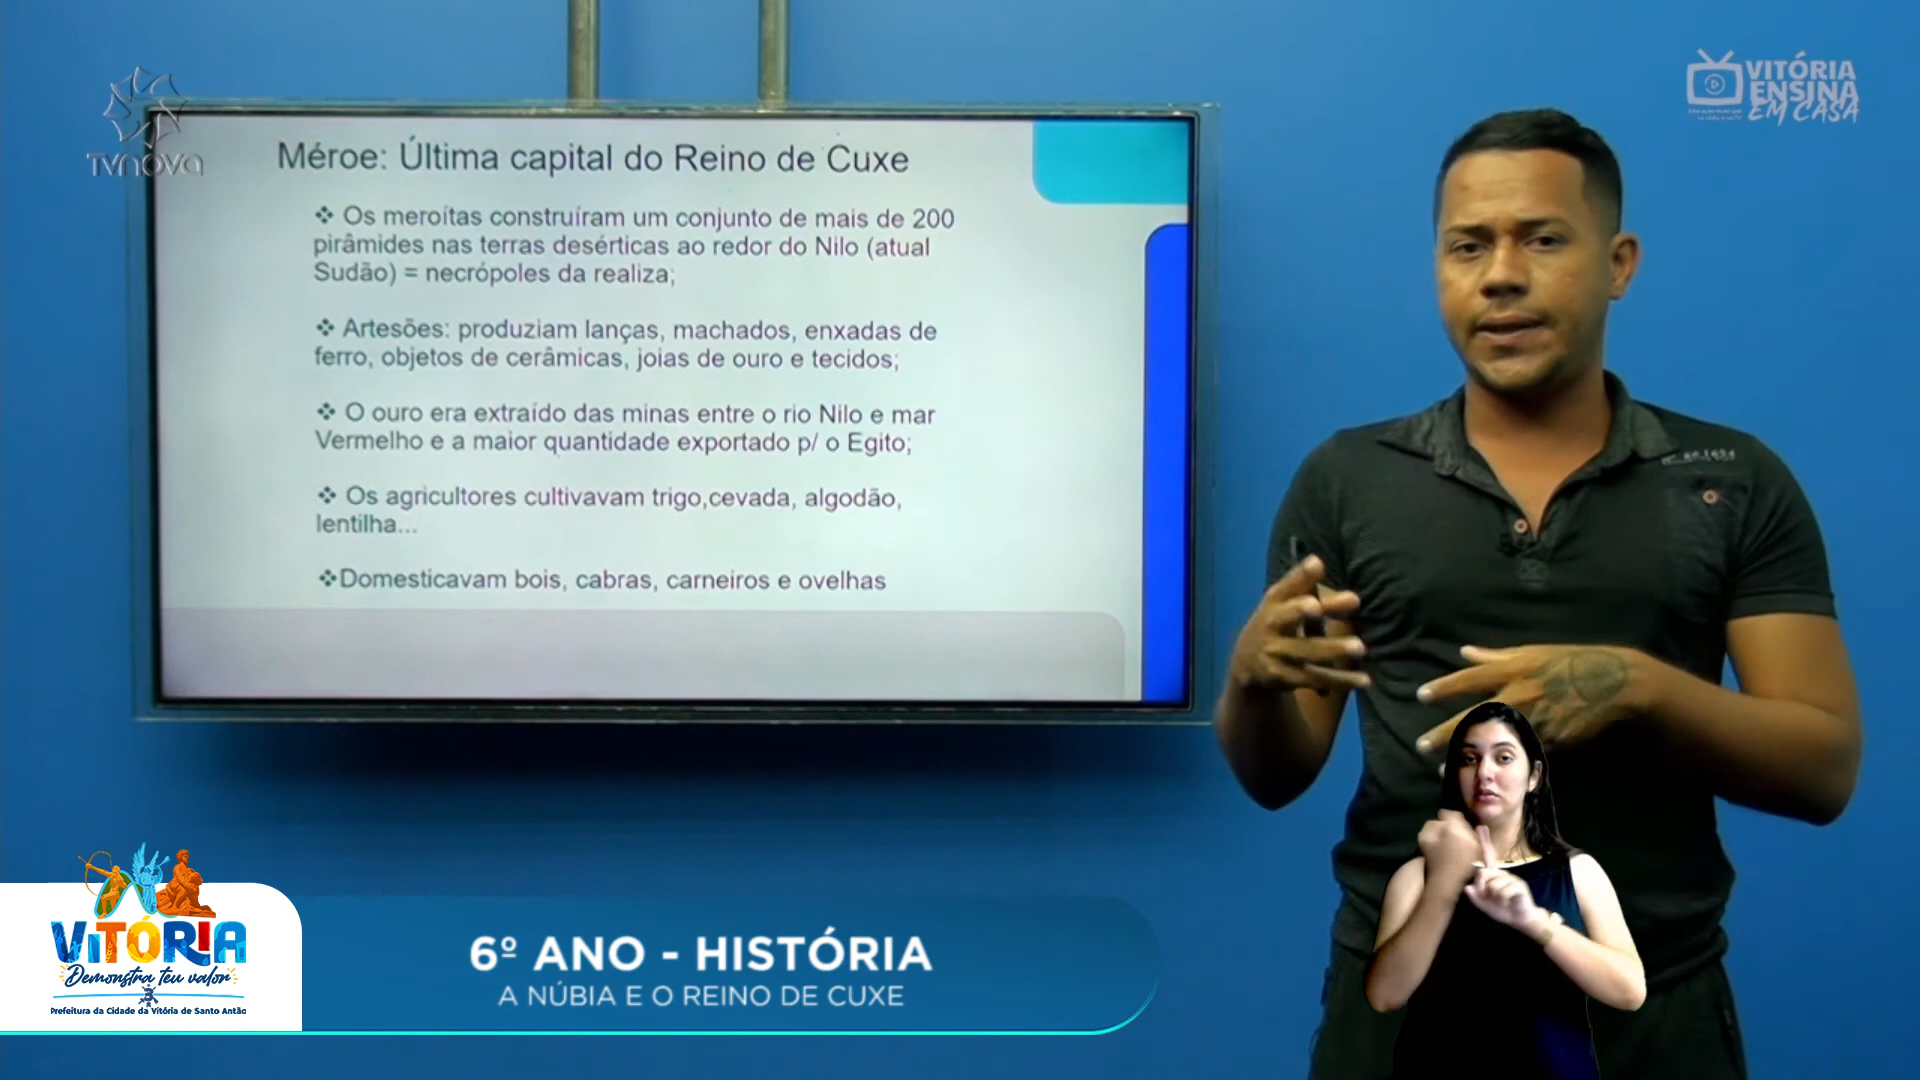 TVNOVA
VITÓRIA
ENSINA
EM CASA
Méroe: Última capital do Reino de Cuxe
❖ Os meroítas construíram um conjunto de mais de 200
pirâmides nas terras desérticas ao redor do Nilo (atual
Sudão) = necrópoles da realiza;
❖ Artesões: produziam lanças, machados, enxadas de
ferro, objetos de cerâmicas, joias de ouro e tecidos;
❖ O ouro era extraído das minas entre o rio Nilo e mar
Vermelho e a maior quantidade exportado p/ o Egito;
❖ Os agricultores cultivavam trigo,cevada, algodão,
lentilha...
❖Domesticavam bois, cabras, carneiros e ovelhas
VITÓRIA
Demonstra teu valor
Prefeitura da Cidade da Vitória de Santo Antão
6º ANO - HISTÓRIA
A NÚBIA E O REINO DE CUXE